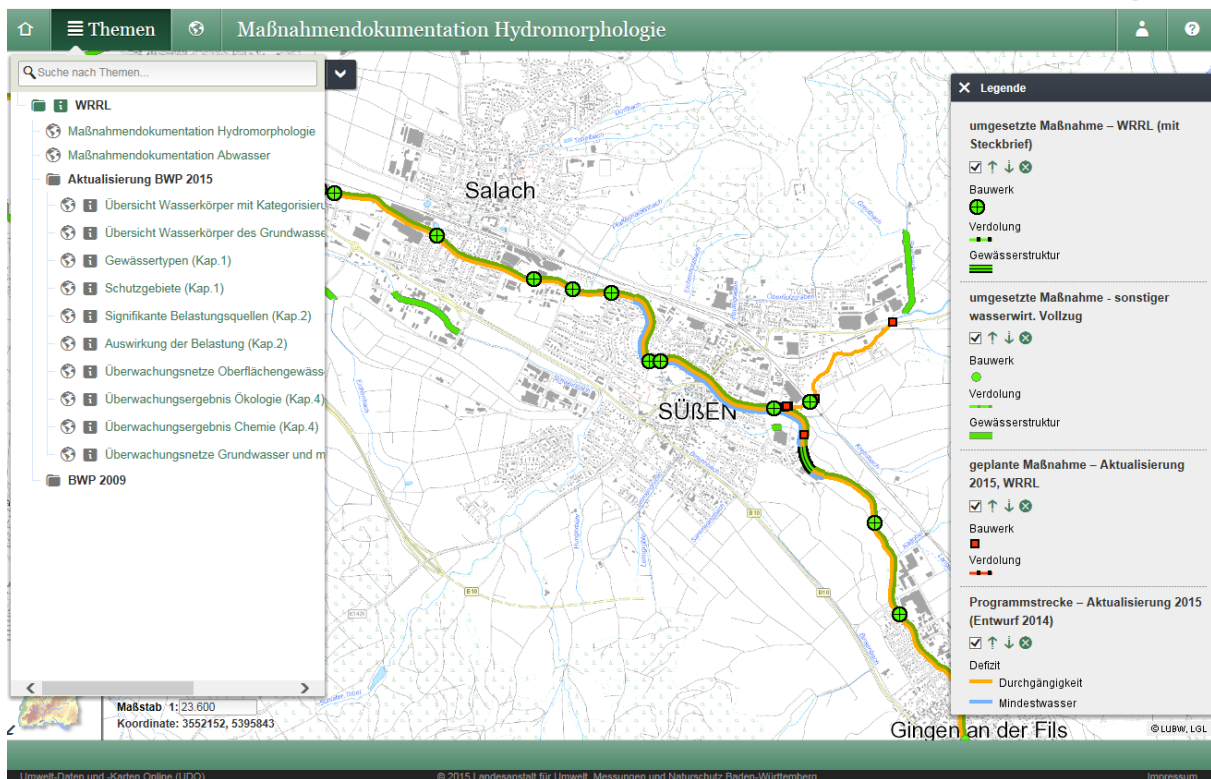 Themen
Maßnahmendokumentation Hydromorphologie
Suche nach Themen...
WRRL
Maßnahmendokumentation Hydromorphologie
Maßnahmendokumentation Abwasser
Aktualisierung BWP 2015
Übersicht Wasserkörper mit Kategorisieru
Übersicht Wasserkörper des Grundwasse
Gewässertypen (Kap.1)
Schutzgebiete (Kap.1)
Signifikante Belastungsquellen (Kap.2)
Auswirkung der Belastung (Kap.2)
Überwachungsnetze Oberflächengewäss
Überwachungsergebnis Ökologie (Kap.4)
Überwachungsergebnis Chemie (Kap.4)
Überwachungsnetze Grundwasser und m
BWP 2009
Maßstab 1: 23.600
Koordinate: 3552152, 5395843
Salach
SÜßEN
Gingen an der Fils
B10
B10
B10
Legende
umgesetzte Maßnahme – WRRL (mit
Steckbrief)
Bauwerk
Verdolung
Gewässerstruktur
umgesetzte Maßnahme - sonstiger
wasserwirt. Vollzug
Bauwerk
Verdolung
Gewässerstruktur
geplante Maßnahme – Aktualisierung
2015, WRRL
Bauwerk
Verdolung
Programmstrecke – Aktualisierung 2015
(Entwurf 2014)
Defizit
Durchgängigkeit
Mindestwasser
© LUBW, LGL
Umwelt-Daten und -Karten Online (UDO)
© 2015 Landesanstalt für Umwelt, Messungen und Naturschutz Baden-Württemberg
Impressum